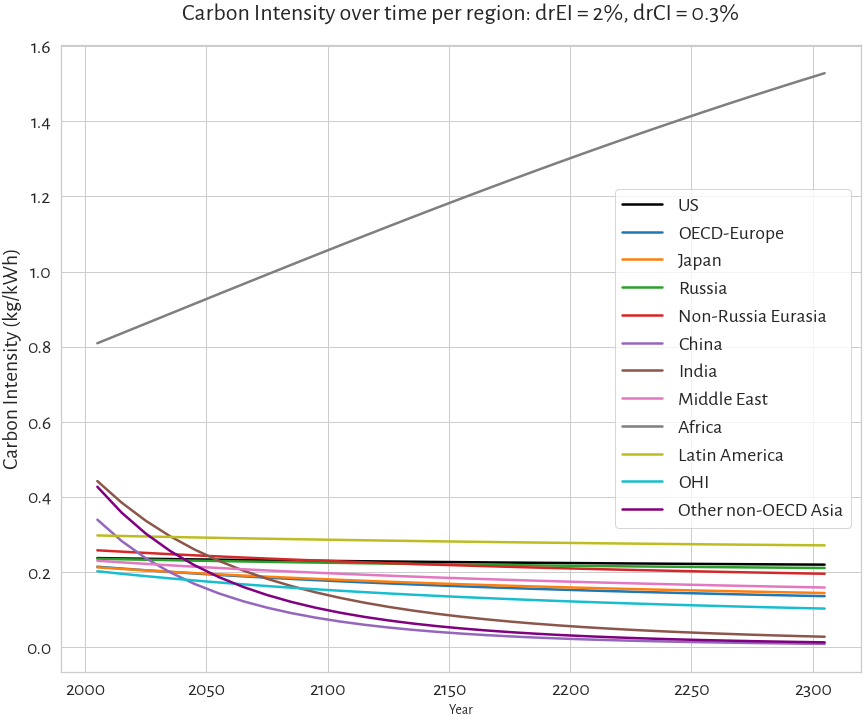 Carbon Intensity over time per region: drEI = 2%, drCI = 0.3%
1.6
1.4
1.2
1.0
0.8
0.6
0.4
0.2
0.0
Carbon Intensity (kg/kWh)
US
OECD-Europe
Japan
Russia
Non-Russia Eurasia
China
India
Middle East
Africa
Latin America
OHI
Other non-OECD Asia
2000 2050 2100 2150 2200 2250 2300
Year